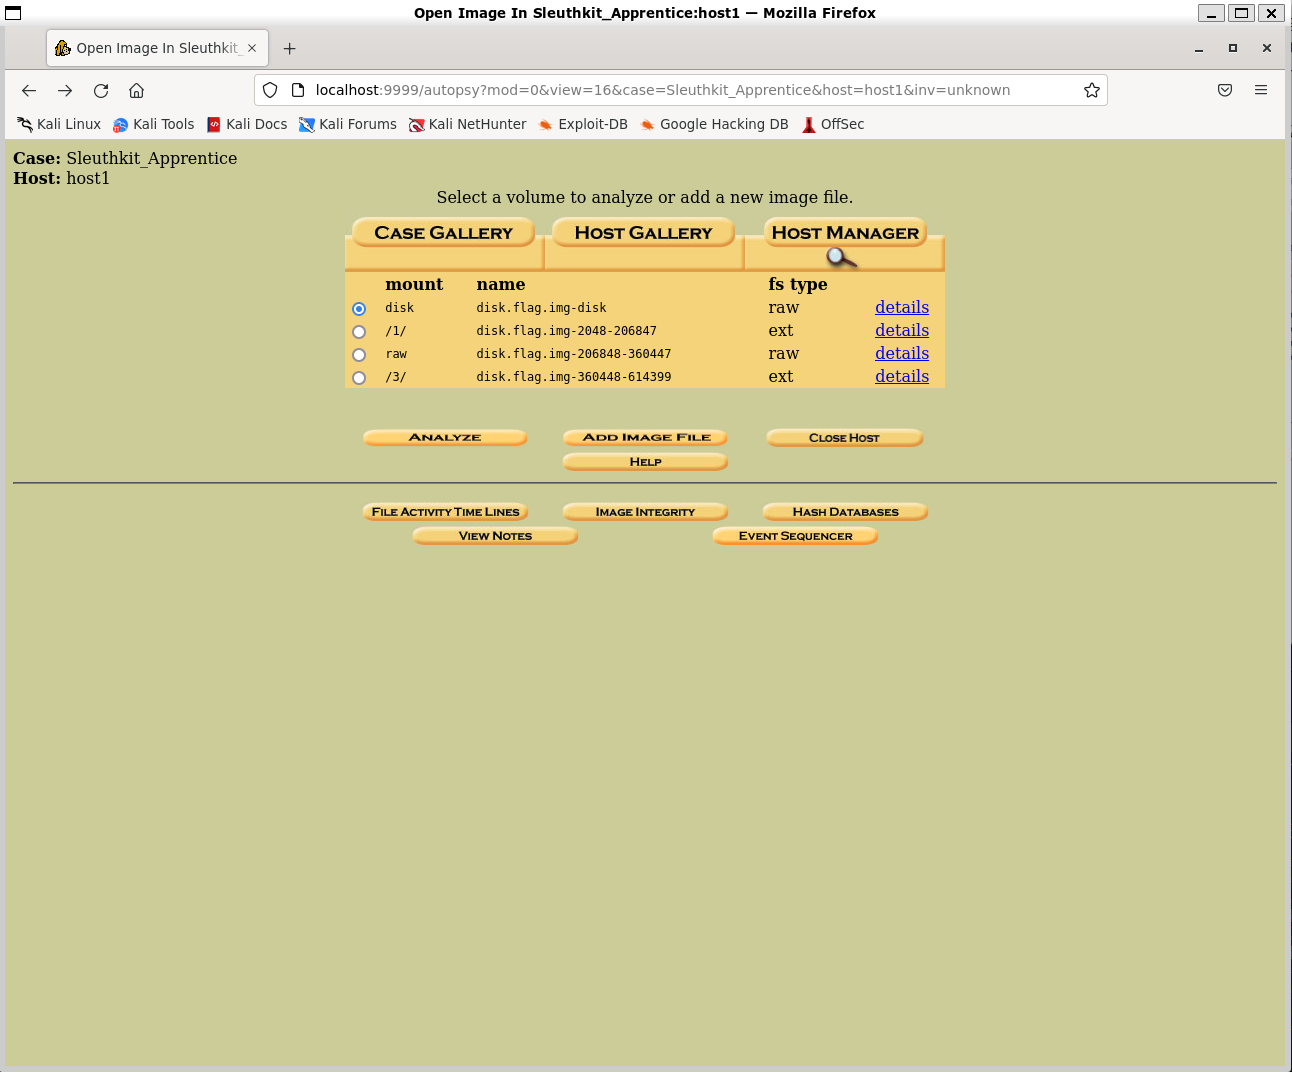 Open Image In Sleuthkit_Apprentice:host1 — Mozilla Firefox
Open Image In Sleuthkit_
localhost:9999/autopsy?mod=0&view=16&case=Sleuthkit_Apprentice&host=host1&inv=unknown
Kali Linux Kali Tools Kali Docs Kali Forums Kali NetHunter Exploit-DB Google Hacking DB OffSec
Case: Sleuthkit_Apprentice
Host: host1
Select a volume to analyze or add a new image file.
CASE GALLERY HOST GALLERY HOST MANAGER
mount name fs type
disk disk.flag.img-disk raw details
/1/ disk.flag.img-2048-206847 ext details
raw disk.flag.img-206848-360447 raw details
/3/ disk.flag.img-360448-614399 ext details
ANALYZE ADD IMAGE FILE CLOSE HOST
HELP
FILE ACTIVITY TIME LINES IMAGE INTEGRITY HASH DATABASES
VIEW NOTES EVENT SEQUENCER